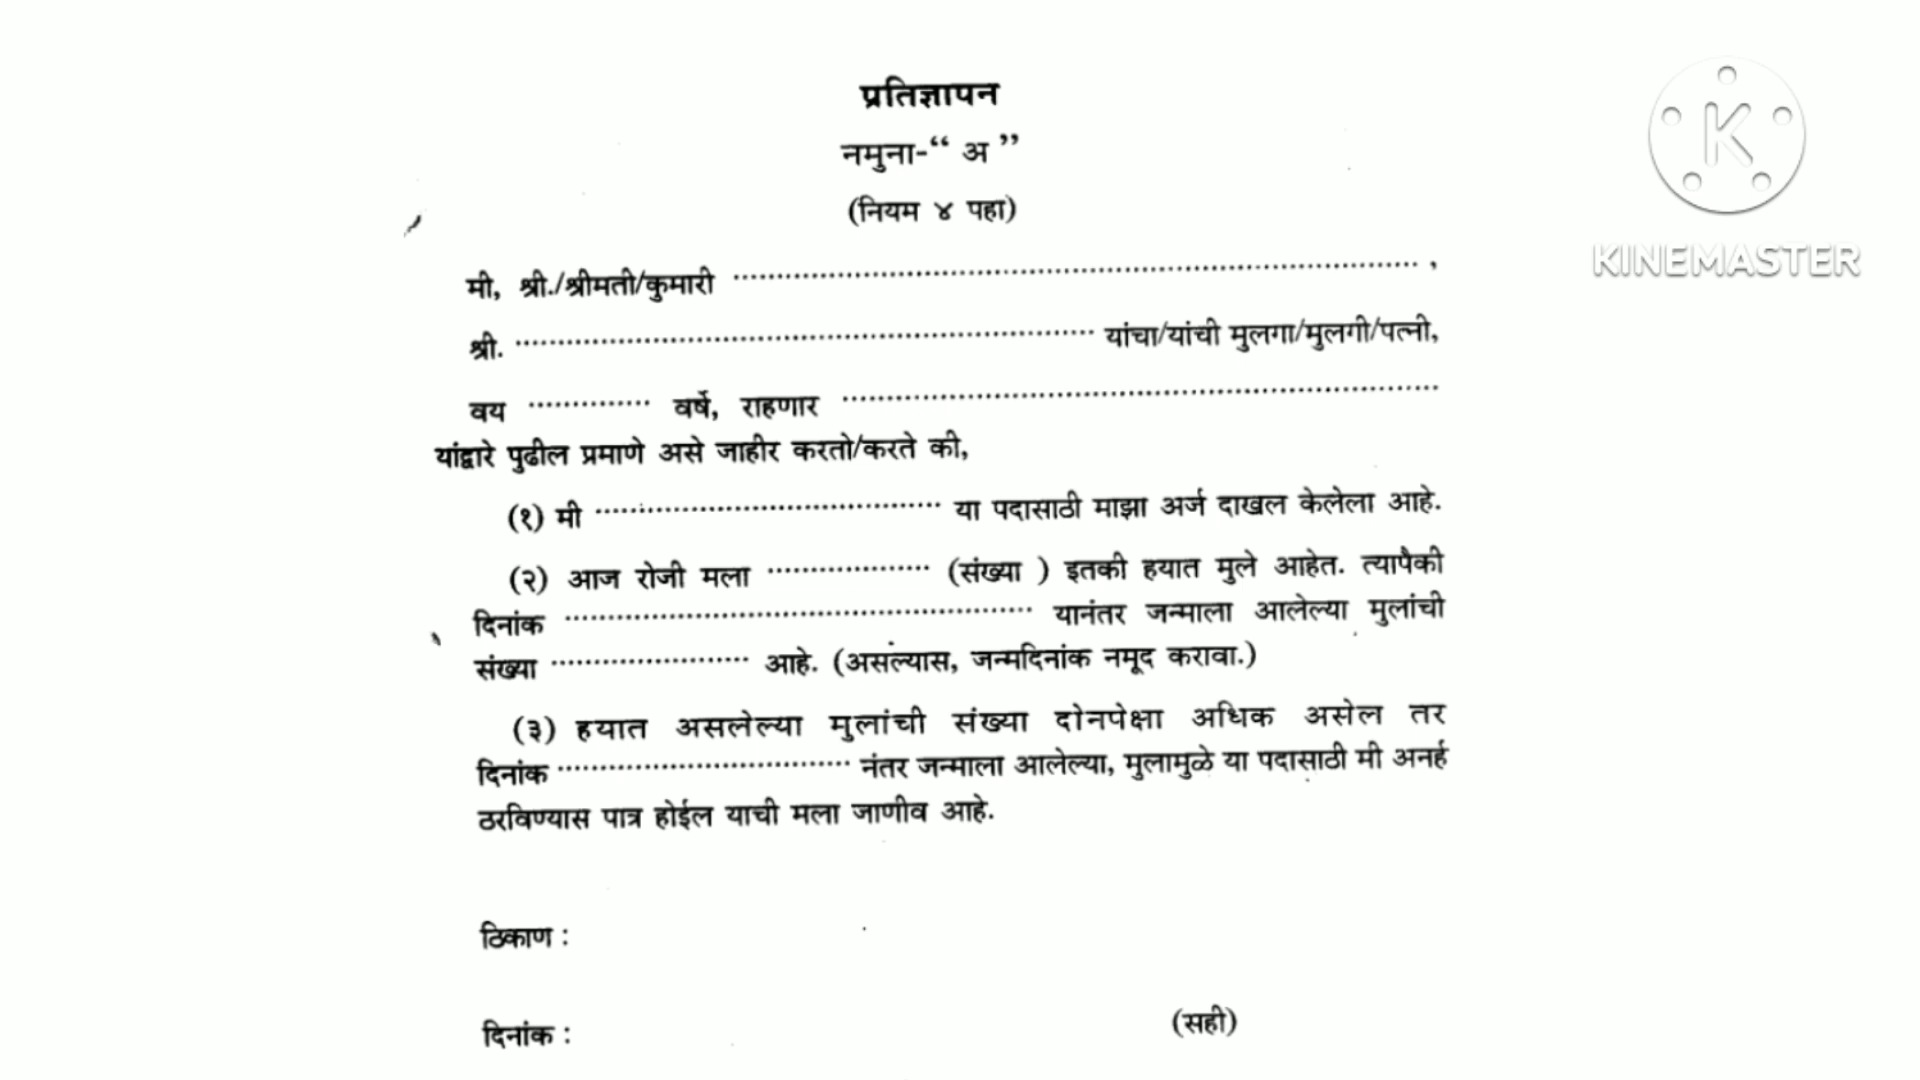 प्रतिज्ञापन
नमुना-“ अ ”
(नियम ४ पहा)
KINEMASTER
मी, श्री./श्रीमती/कुमारी ........................................ ,
श्री. ........................................ यांचा/यांची मुलगा/मुलगी/पत्नी,
वय .............. वर्षे, राहणार ........................................
यांद्वारे पुढील प्रमाणे असे जाहीर करतो/करते की,
(१) मी ........................................ या पदासाठी माझा अर्ज दाखल केलेला आहे.
(२) आज रोजी मला ................... (संख्या ) इतकी हयात मुले आहेत. त्यापैकी
दिनांक ........................................ यानंतर जन्माला आलेल्या मुलांची
संख्या ....................... आहे. (असल्यास, जन्मदिनांक नमूद करावा.)
(३) हयात असलेल्या मुलांची संख्या दोनपेक्षा अधिक असेल तर
दिनांक .................................. नंतर जन्माला आलेल्या, मुलामुळे या पदासाठी मी अनर्ह
ठरविण्यास पात्र होईल याची मला जाणीव आहे.
ठिकाण :
दिनांक :
(सही)